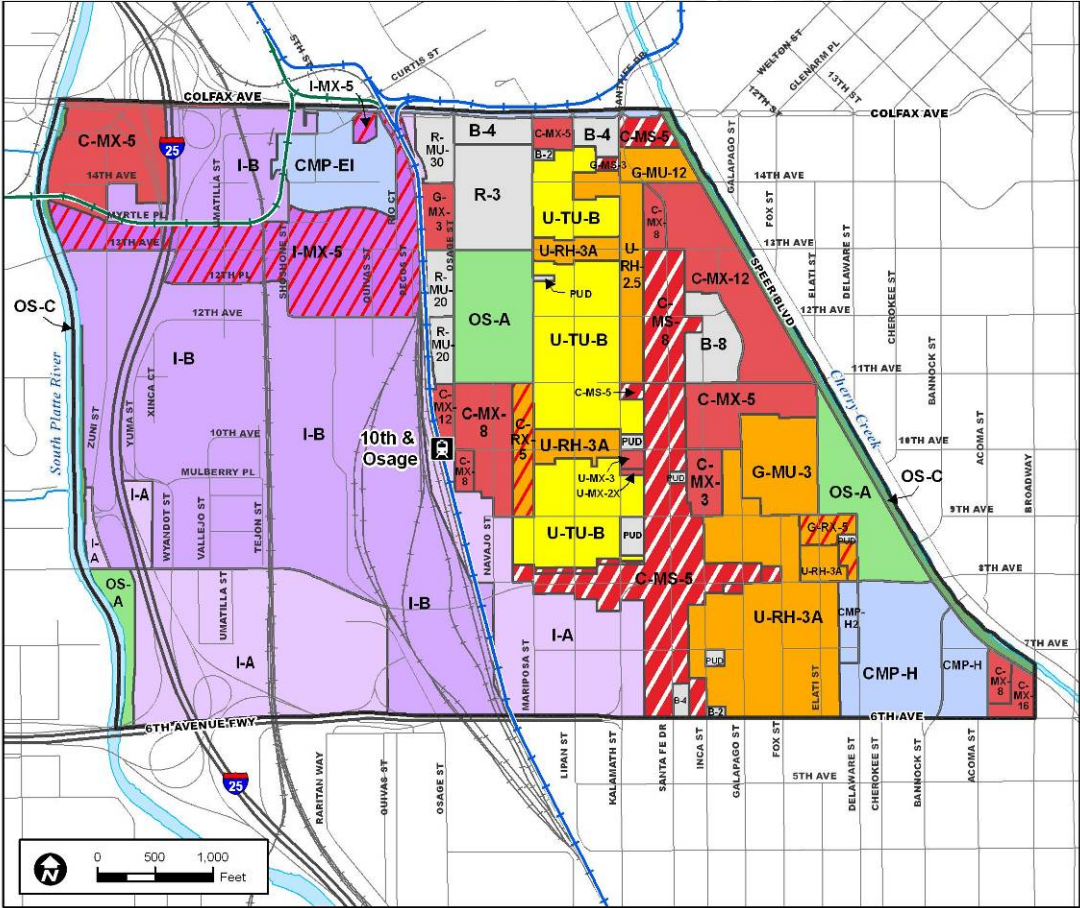 WELTON ST
GLENARM PL
13TH ST
5TH ST
CURTIS ST
I-MX-5
COLFAX AVE
COLFAX AVE
C-MX-5
25
I-B
CMP-EI
R-
MU-
30
B-4
C-MX-5
B-4
C-MS-5
B-2
G-MS-3
G-MU-12
14TH AVE
14TH AVE
UMATILLA ST
GALAPAGO ST
FOX ST
R-3
G-
MX-
3
OSAGE ST
U-TU-B
C-
MX-
8
MYRTLE PL
13TH AVE
13TH AVE
I-MX-5
SHOSHONE ST
QUIVAS ST
PECOS ST
U-RH-3A
U-
RH-
2.5
C-MX-12
SPEER BLVD
ELATI ST
DELAWARE ST
CHEROKEE ST
12TH PL
R-
MU-
20
PUD
OS-C
12TH AVE
12TH AVE
OS-A
C-
MS-
8
R-
MU-
20
U-TU-B
B-8
I-B
South Platte River
XINCA CT
11TH AVE
BANNOCK ST
Cherry Creek
C-MS-5
C-MX-5
C-
MX-
12
C-MX-
8
C-
RX-
5
ZUNI ST
YUMA ST
10TH AVE
I-B
10th &
Osage
U-RH-3A
PUD
10TH AVE
ACOMA ST
BROADWAY
MULBERRY PL
C-
MX-
8
U-MX-3
U-MX-2X
PUD
C-
MX-
3
G-MU-3
OS-A
OS-C
I-A
WYANDOT ST
VALLEJO ST
TEJON ST
9TH AVE
NAVAJO ST
U-TU-B
PUD
G-RX-5
PUD
I-
A
U-RH-3A
8TH AVE
OS-
A
UMATILLA ST
C-MS-5
I-B
I-A
U-RH-3A
CMP-
H2
I-A
7TH AVE
MARIPOSA ST
PUD
ELATI ST
CMP-H
CMP-H
C-
MX-
8
C-
MX-
16
B-4
B-2
6TH AVENUE FWY
6TH AVE
25
RARITAN WAY
QUIVAS ST
OSAGE ST
LIPAN ST
KALAMATH ST
SANTA FE DR
INCA ST
GALAPAGO ST
FOX ST
5TH AVE
DELAWARE ST
CHEROKEE ST
BANNOCK ST
ACOMA ST
N
0 500 1,000
Feet